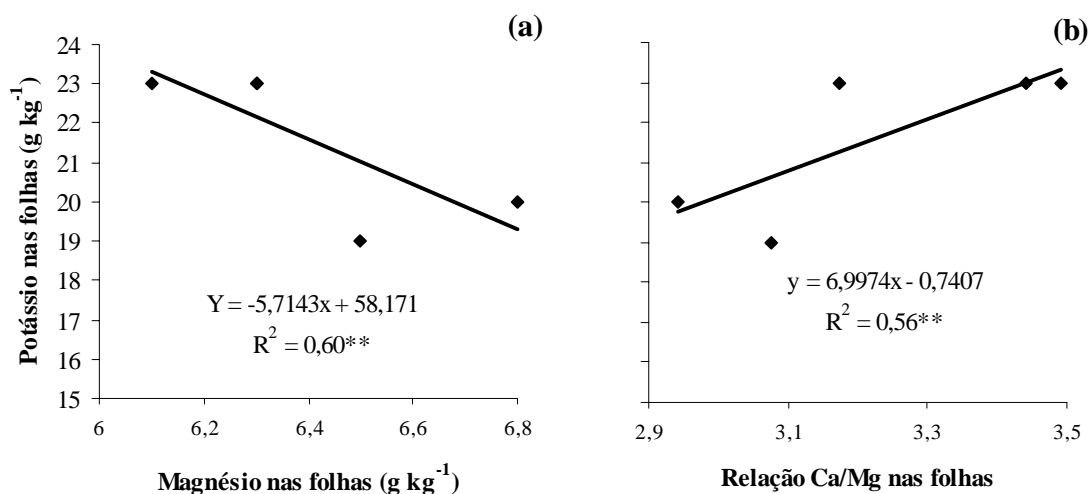 (a)
Potássio nas folhas (g kg⁻¹)
24
23
22
21
20
19
18
17
16
15
Y = -5,7143x + 58,171
R² = 0,60**
6
6,2
6,4
6,6
6,8
Magnésio nas folhas (g kg⁻¹)
(b)
y = 6,9974x - 0,7407
R² = 0,56**
2,9
3,1
3,3
3,5
Relação Ca/Mg nas folhas